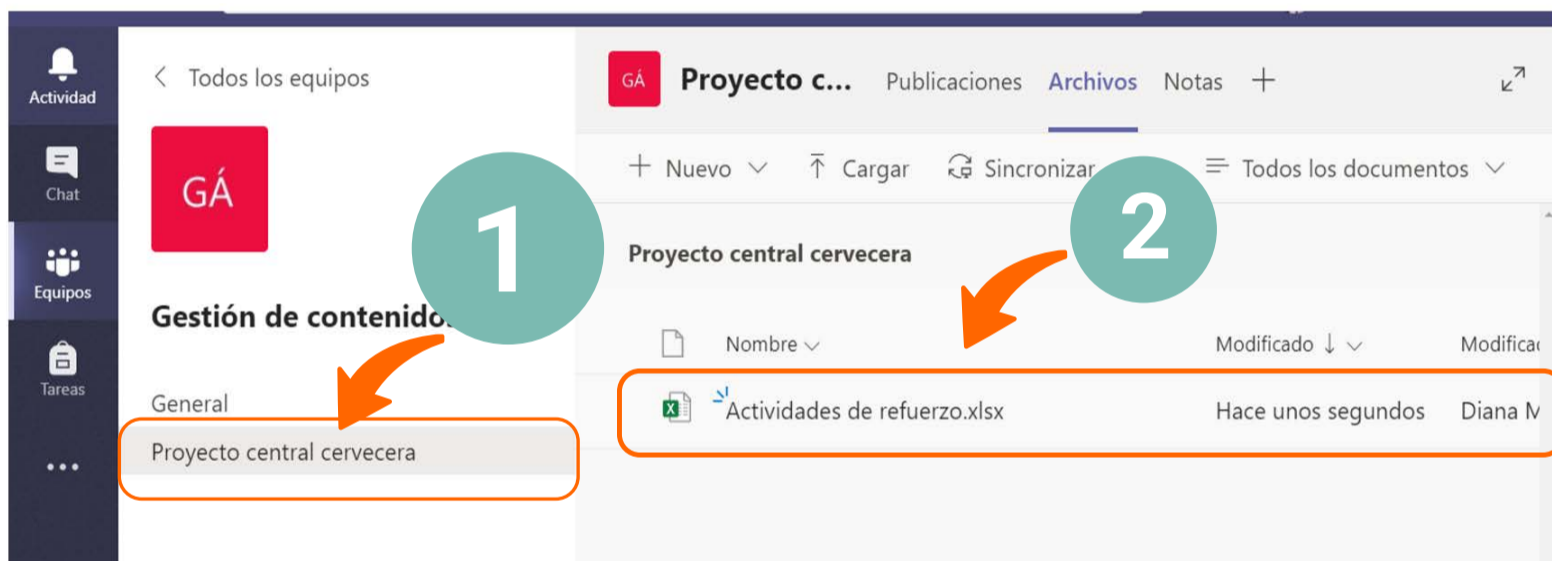 Actividad
Chat
Equipos
Tareas
Todos los equipos
GÁ
Gestión de
General
Proyecto central cervecera
1
GÁ Proyecto c... Publicaciones Archivos Notas
Nuevo Cargar Sincronizar Todos los documentos
2
Proyecto central cervecera
Nombre Modificado
Actividades de refuerzo.xlsx Hace unos segundos Diana M